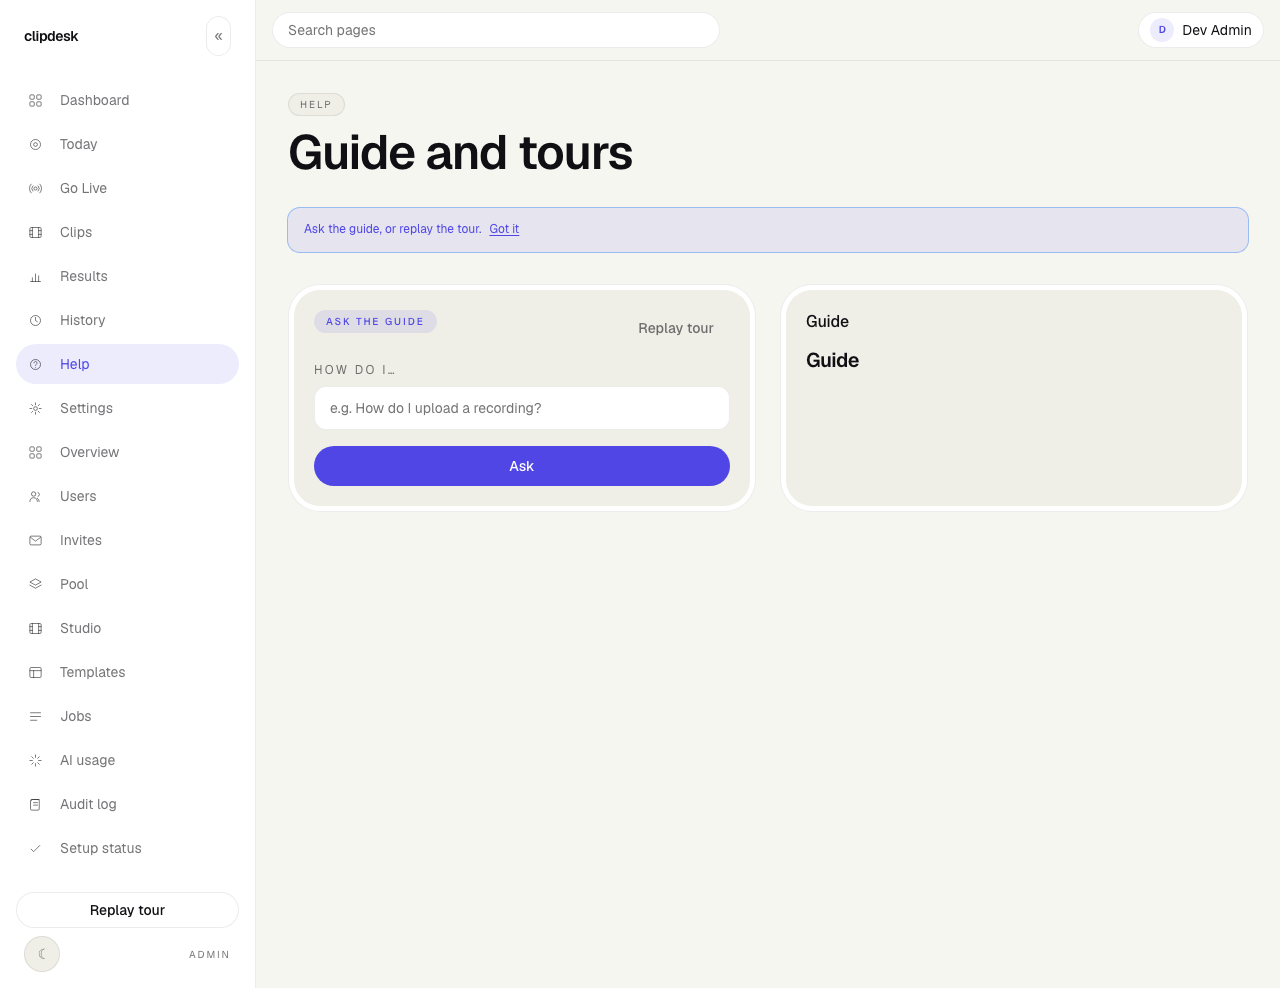 clipdesk
«
Dashboard
Today
Go Live
Clips
Results
History
Help
Settings
Overview
Users
Invites
Pool
Studio
Templates
Jobs
AI usage
Audit log
Setup status
Replay tour
ADMIN
Search pages
D Dev Admin
HELP
Guide and tours
Ask the guide, or replay the tour. Got it
ASK THE GUIDE
Replay tour
HOW DO I…
e.g. How do I upload a recording?
Ask
Guide
Guide